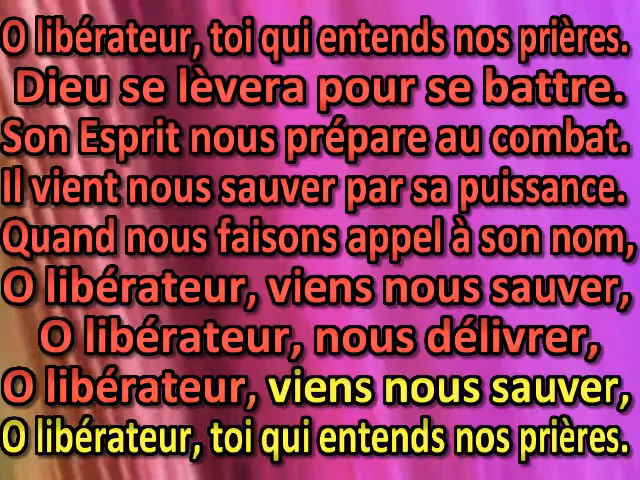 O libérateur, toi qui entends nos prières.
Dieu se lèvera pour se battre.
Son Esprit nous prépare au combat.
Il vient nous sauver par sa puissance.
Quand nous faisons appel à son nom,
O libérateur, viens nous sauver,
O libérateur, nous délivrer,
O libérateur, viens nous sauver,
O libérateur, toi qui entends nos prières.